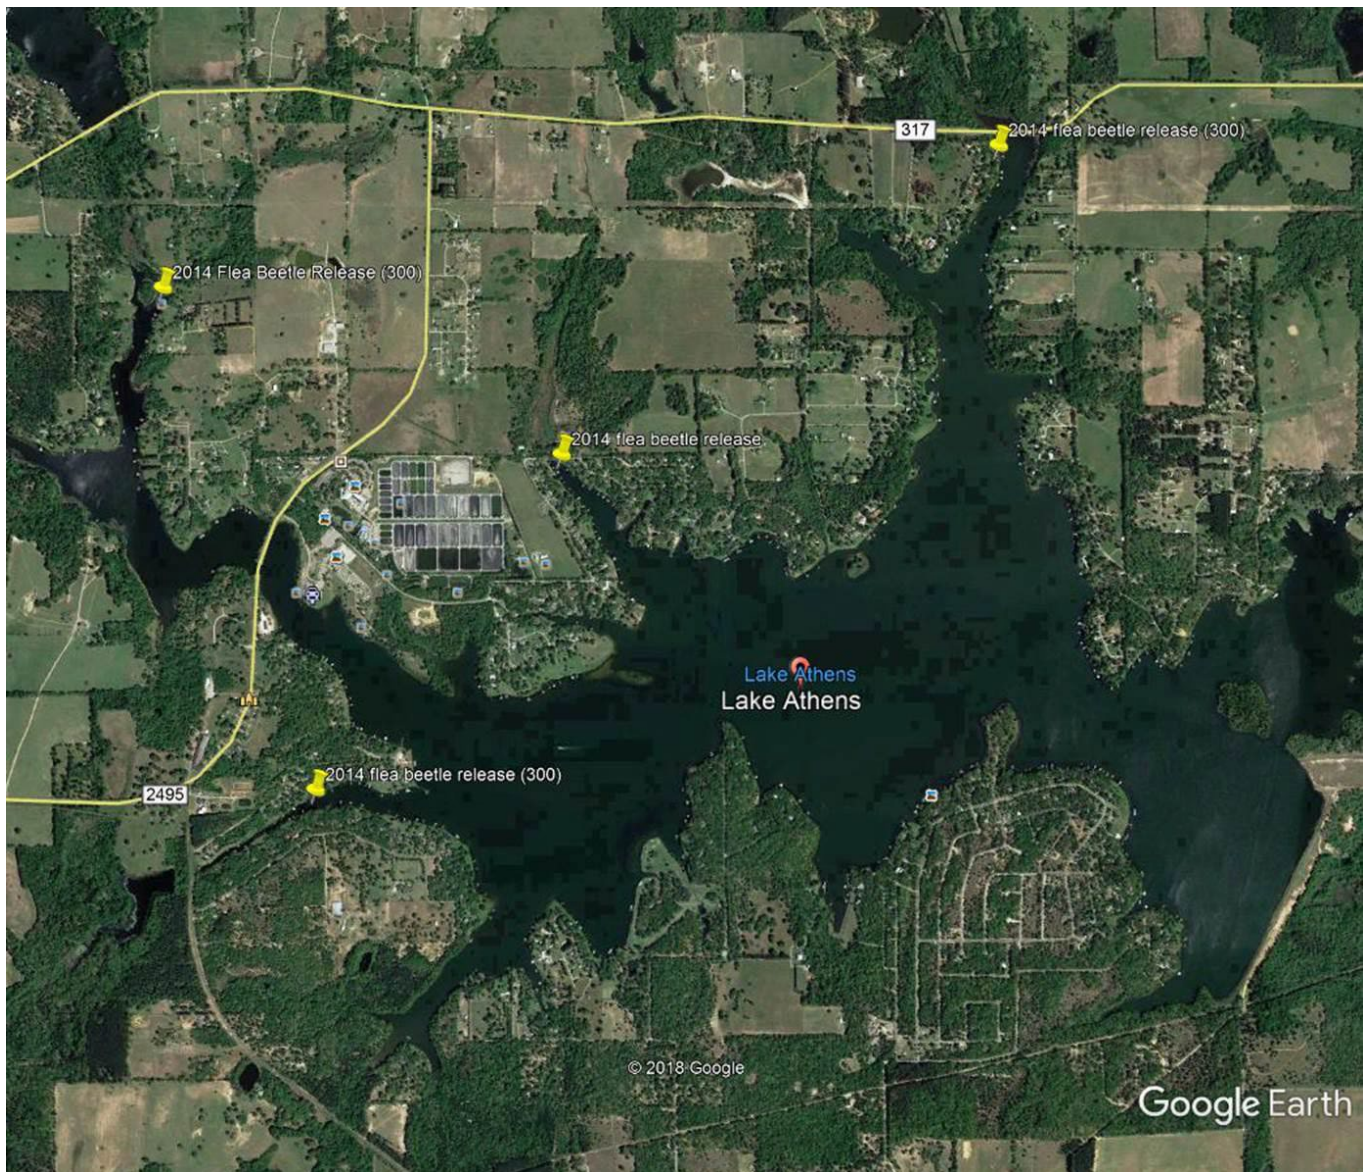 317
2014 flea beetle release (300)
2014 Flea Beetle Release (300)
2014 flea beetle release.
Lake Athens
Lake Athens
2014 flea beetle release (300)
2495
© 2018 Google
Google Earth